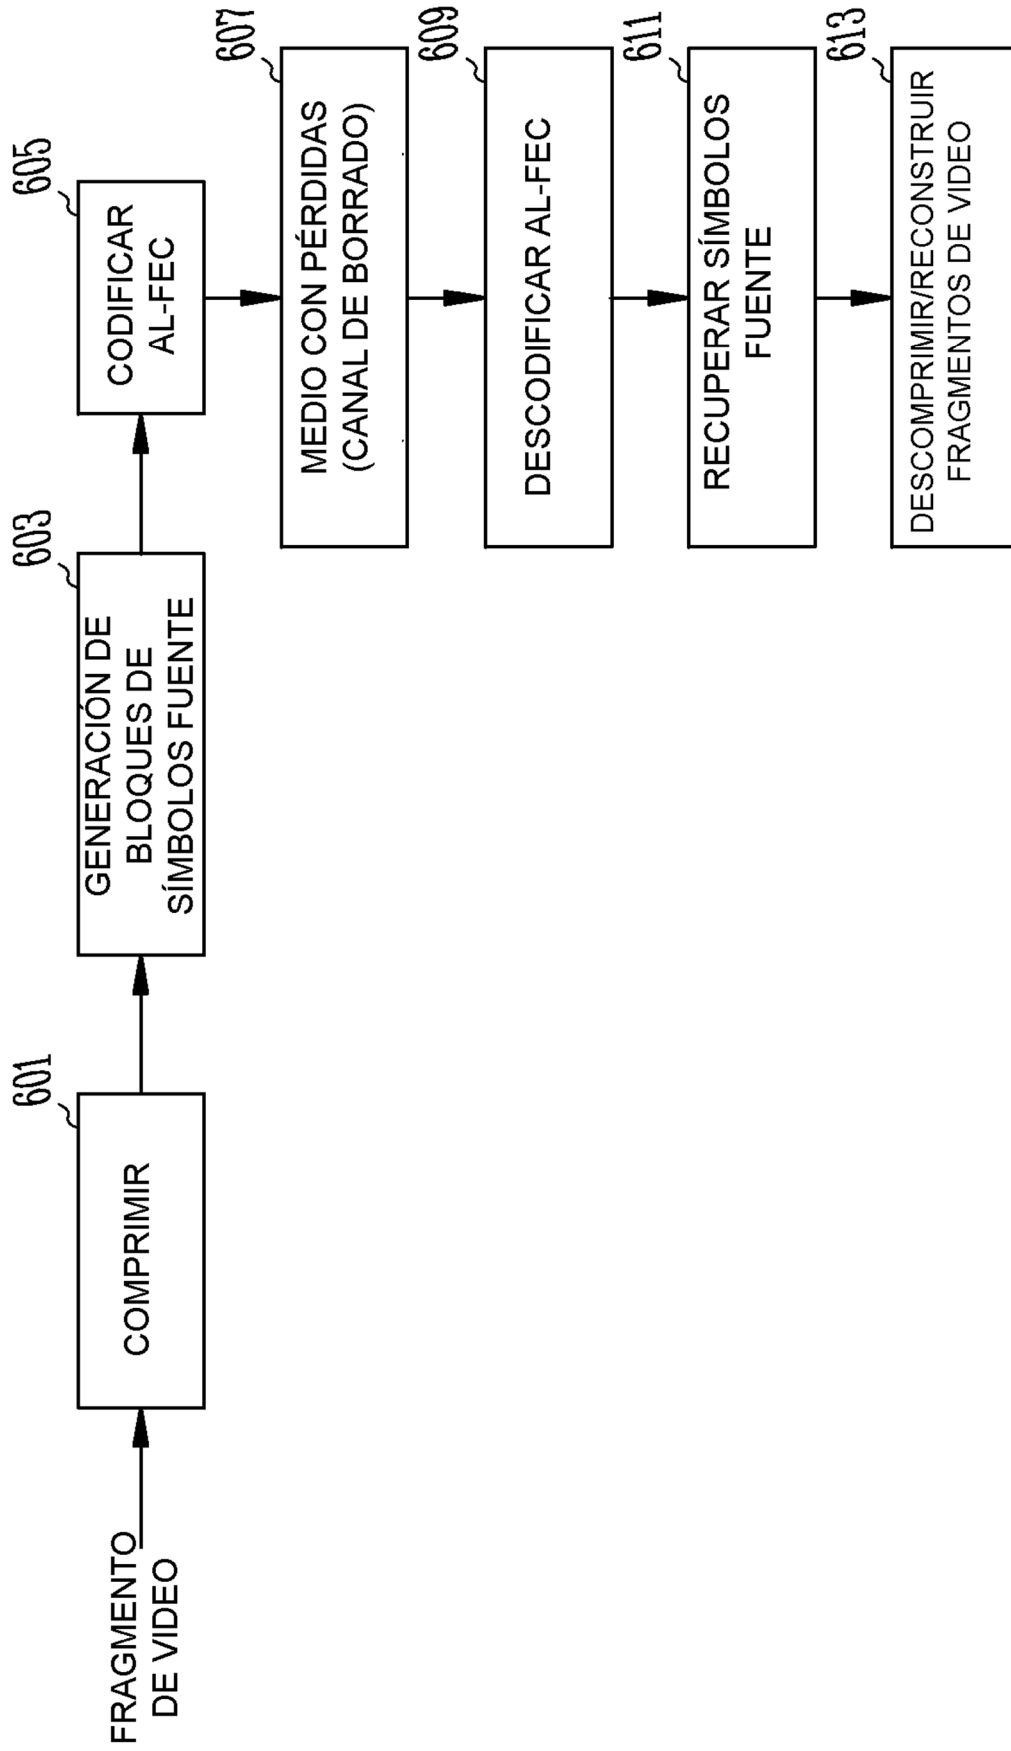 FRAGMENTO
DE VIDEO
601
COMPRIMIR
603
GENERACIÓN DE
BLOQUES DE
SÍMBOLOS FUENTE
605
CODIFICAR
AL-FEC
607
MEDIO CON PÉRDIDAS
(CANAL DE BORRADO)
609
DESCODIFICAR AL-FEC
611
RECUPERAR SÍMBOLOS
FUENTE
613
DESCOMPRIMIR/RECONSTRUIR
FRAGMENTOS DE VIDEO